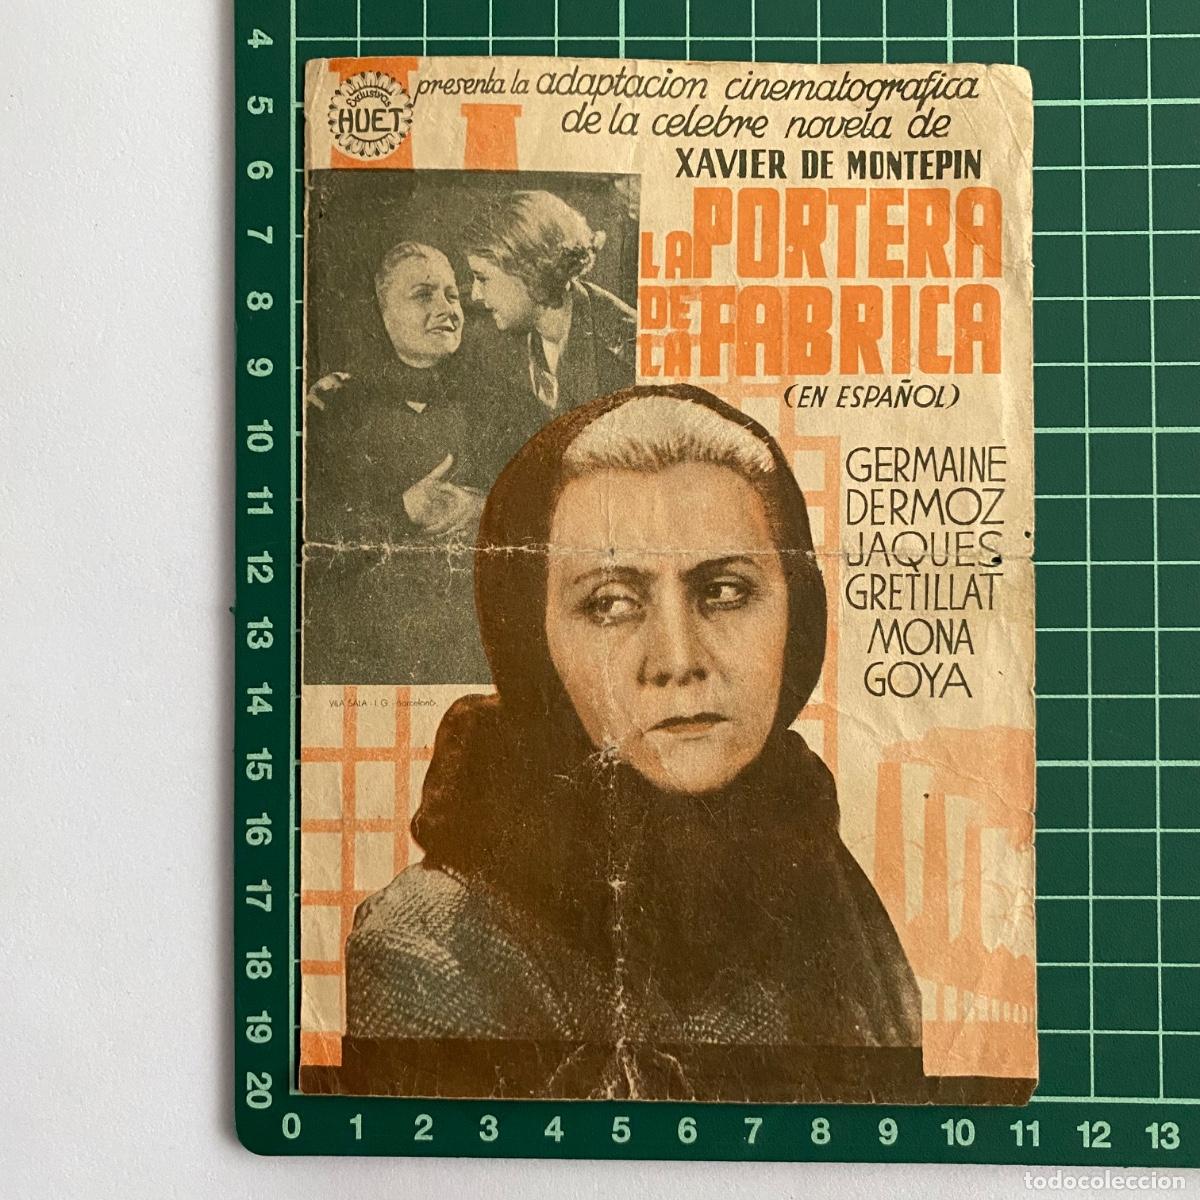 Exclusivas
HUET
presenta la adaptacion cinematografica
de la celebre novela de
XAVIER DE MONTEPIN
LA PORTERA
DE LA FABRICA
(EN ESPAÑOL)
GERMAINE
DERMOZ
JAQUES
GRETILLAT
MONA
GOYA
VILA SALA - I. G. - Barcelona.
4
5
6
7
8
9
10
11
12
13
14
15
16
17
18
19
20
0 1 2 3 4 5 6 7 8 9 10 11 12 13
todocoleccion